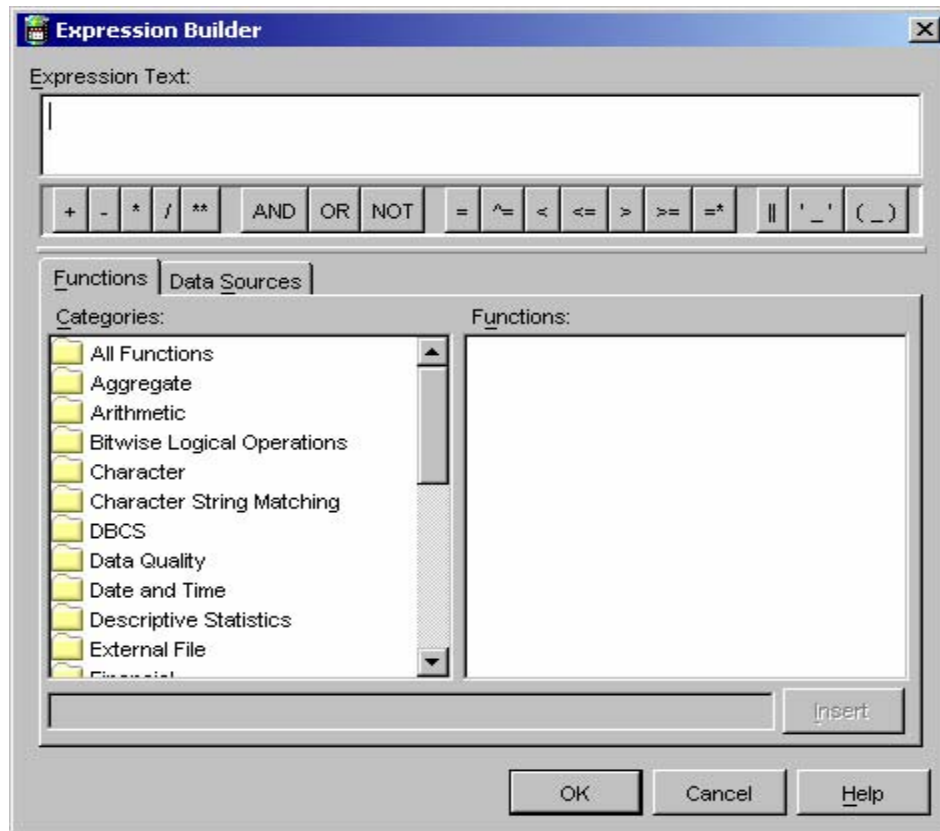 Expression Builder
Expression Text:
+ - * / ** AND OR NOT = ^= < <= > >= =* || '_' (_)
Functions Data Sources
Categories:
Functions:
All Functions
Aggregate
Arithmetic
Bitwise Logical Operations
Character
Character String Matching
DBCS
Data Quality
Date and Time
Descriptive Statistics
External File
Financial
Insert
OK Cancel Help